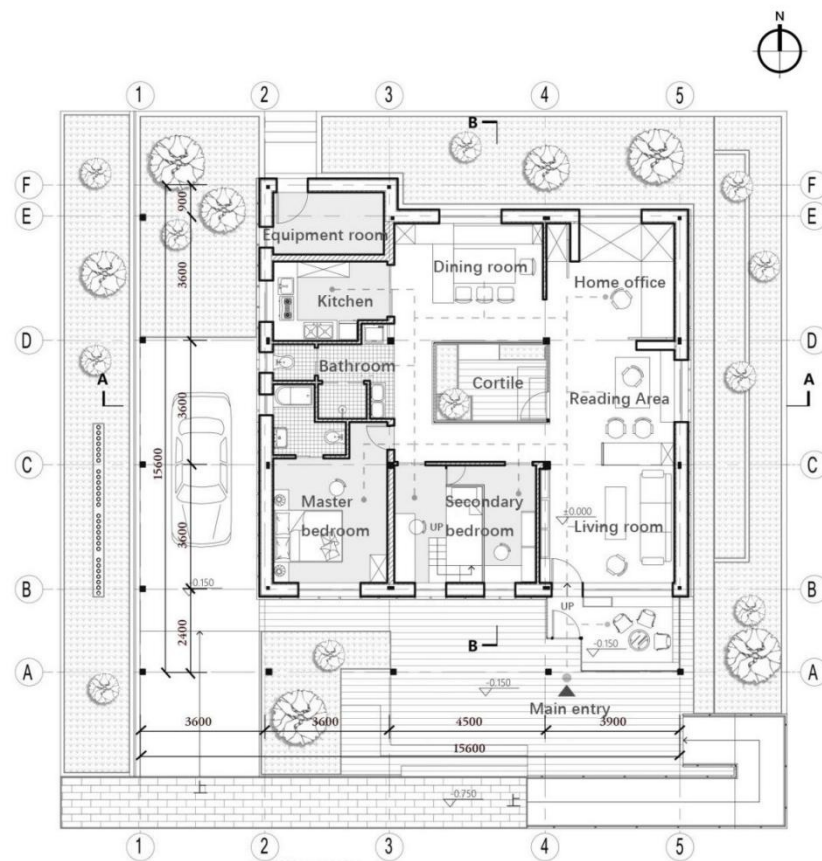 N
1 2 3 4 5
B
F F
E E
900
Equipment room
3600
Dining room
Kitchen
Home office
D D
Bathroom
A Cortile A
3600
Reading Area
C C
15600
Master
bedroom
Secondary
bedroom
UP
±0.000
Living room
3600
B B
-0.150
UP
2400
-0.150
B
A A
-0.150
Main entry
3600 3600 4500 3900
15600
上
-0.750
上
1 2 3 4 5